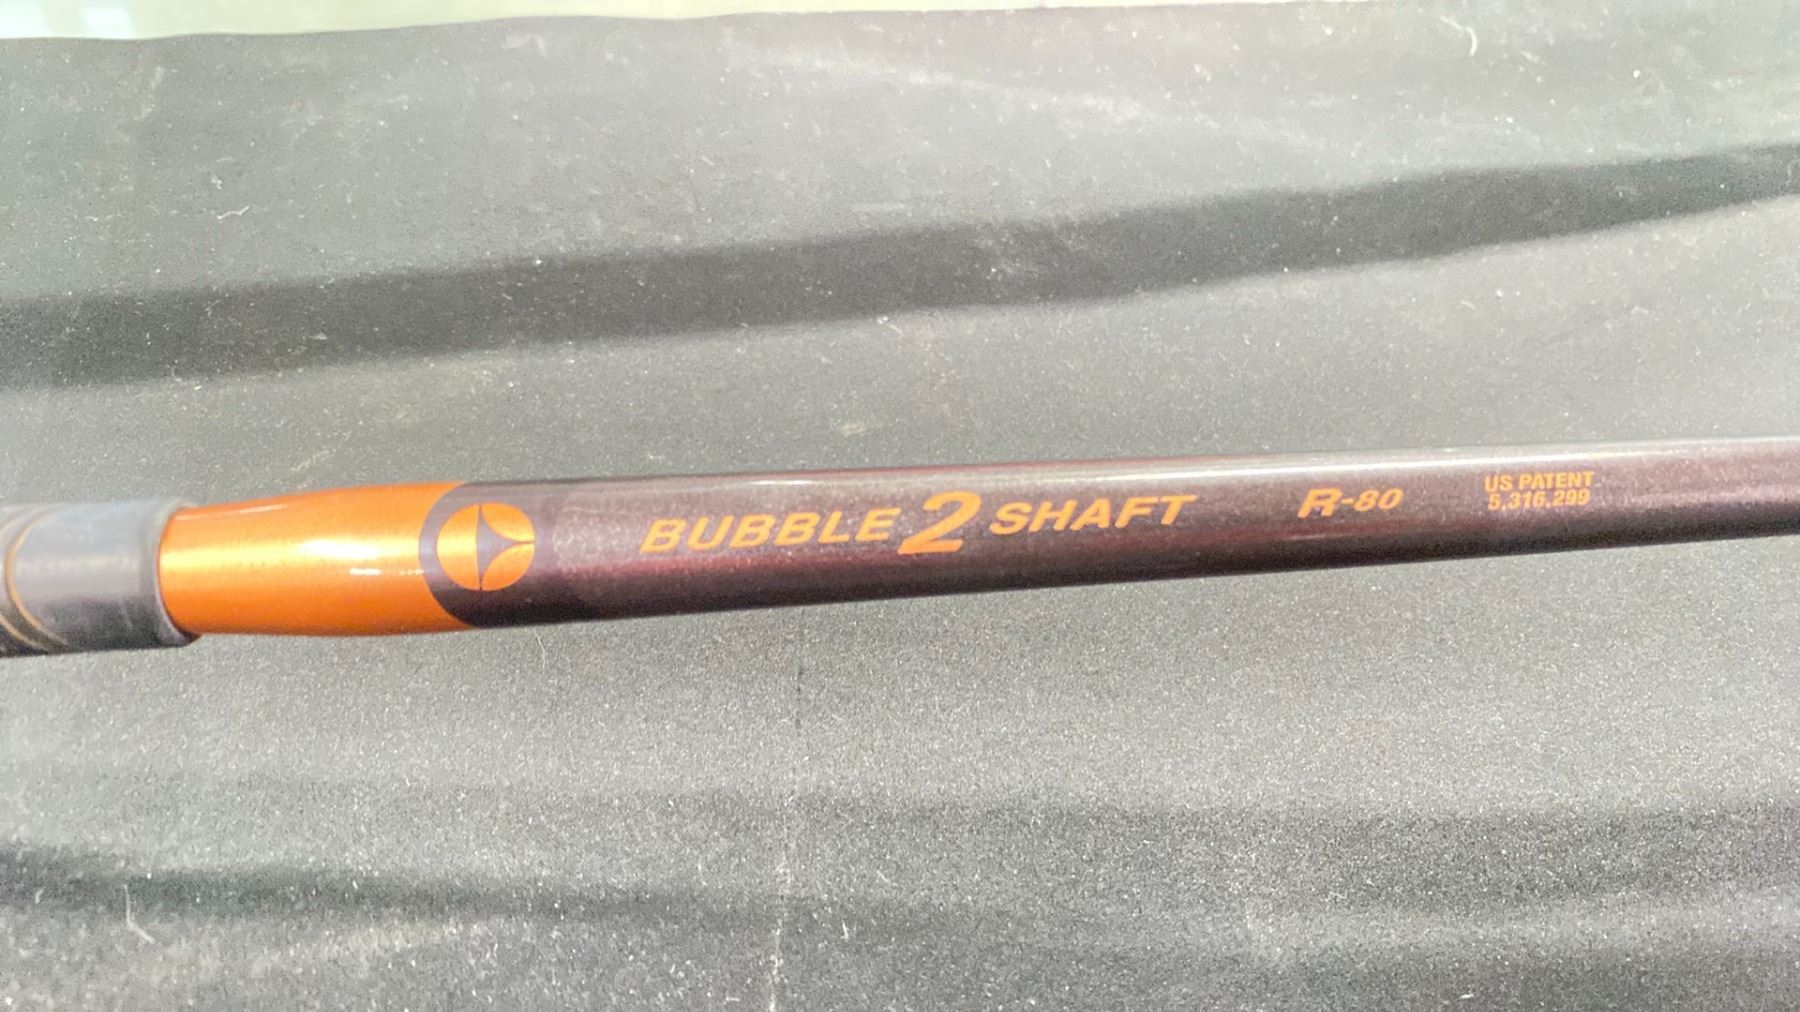 BUBBLE 2 SHAFT R-80
US PATENT
5,316,299